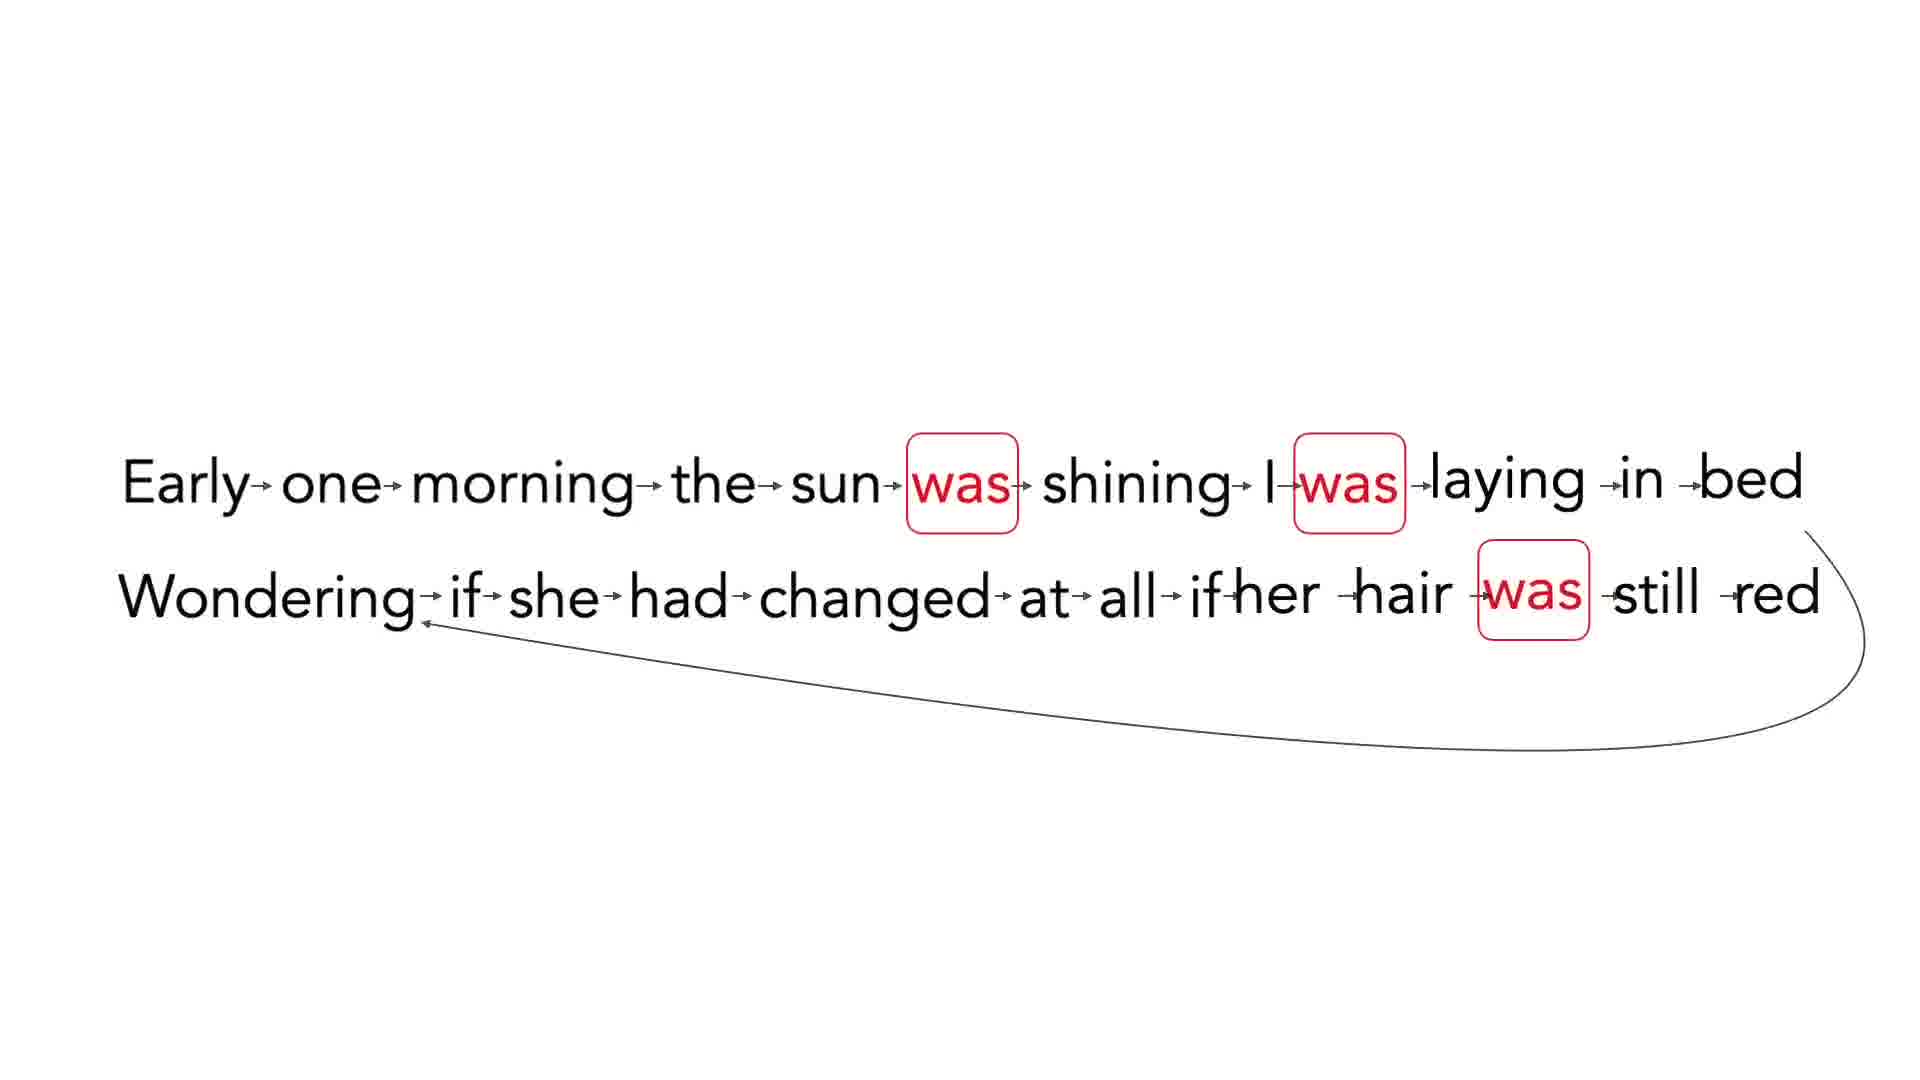 Early one morning the sun was shining I was laying in bed
Wondering if she had changed at all if her hair was still red